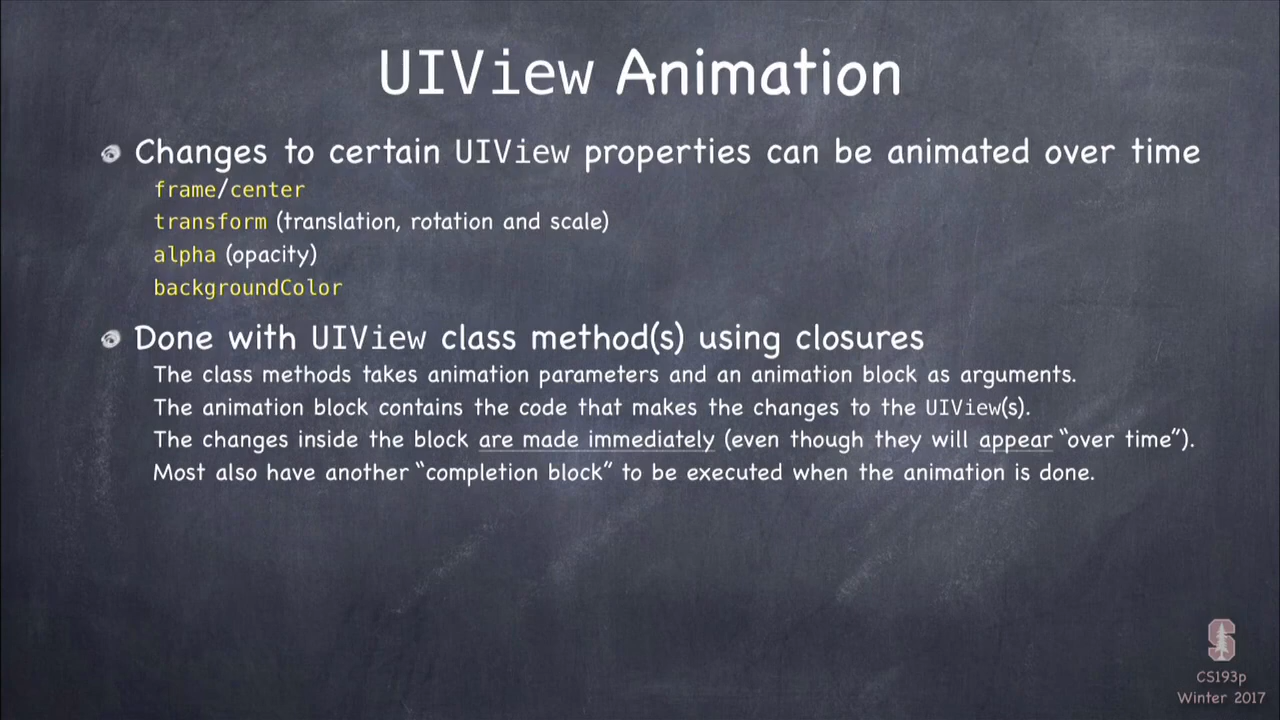 UIView Animation
Changes to certain UIView properties can be animated over time
frame/center
transform (translation, rotation and scale)
alpha (opacity)
backgroundColor
Done with UIView class method(s) using closures
The class methods takes animation parameters and an animation block as arguments.
The animation block contains the code that makes the changes to the UIView(s).
The changes inside the block are made immediately (even though they will appear “over time”).
Most also have another “completion block” to be executed when the animation is done.
S
CS193p
Winter 2017